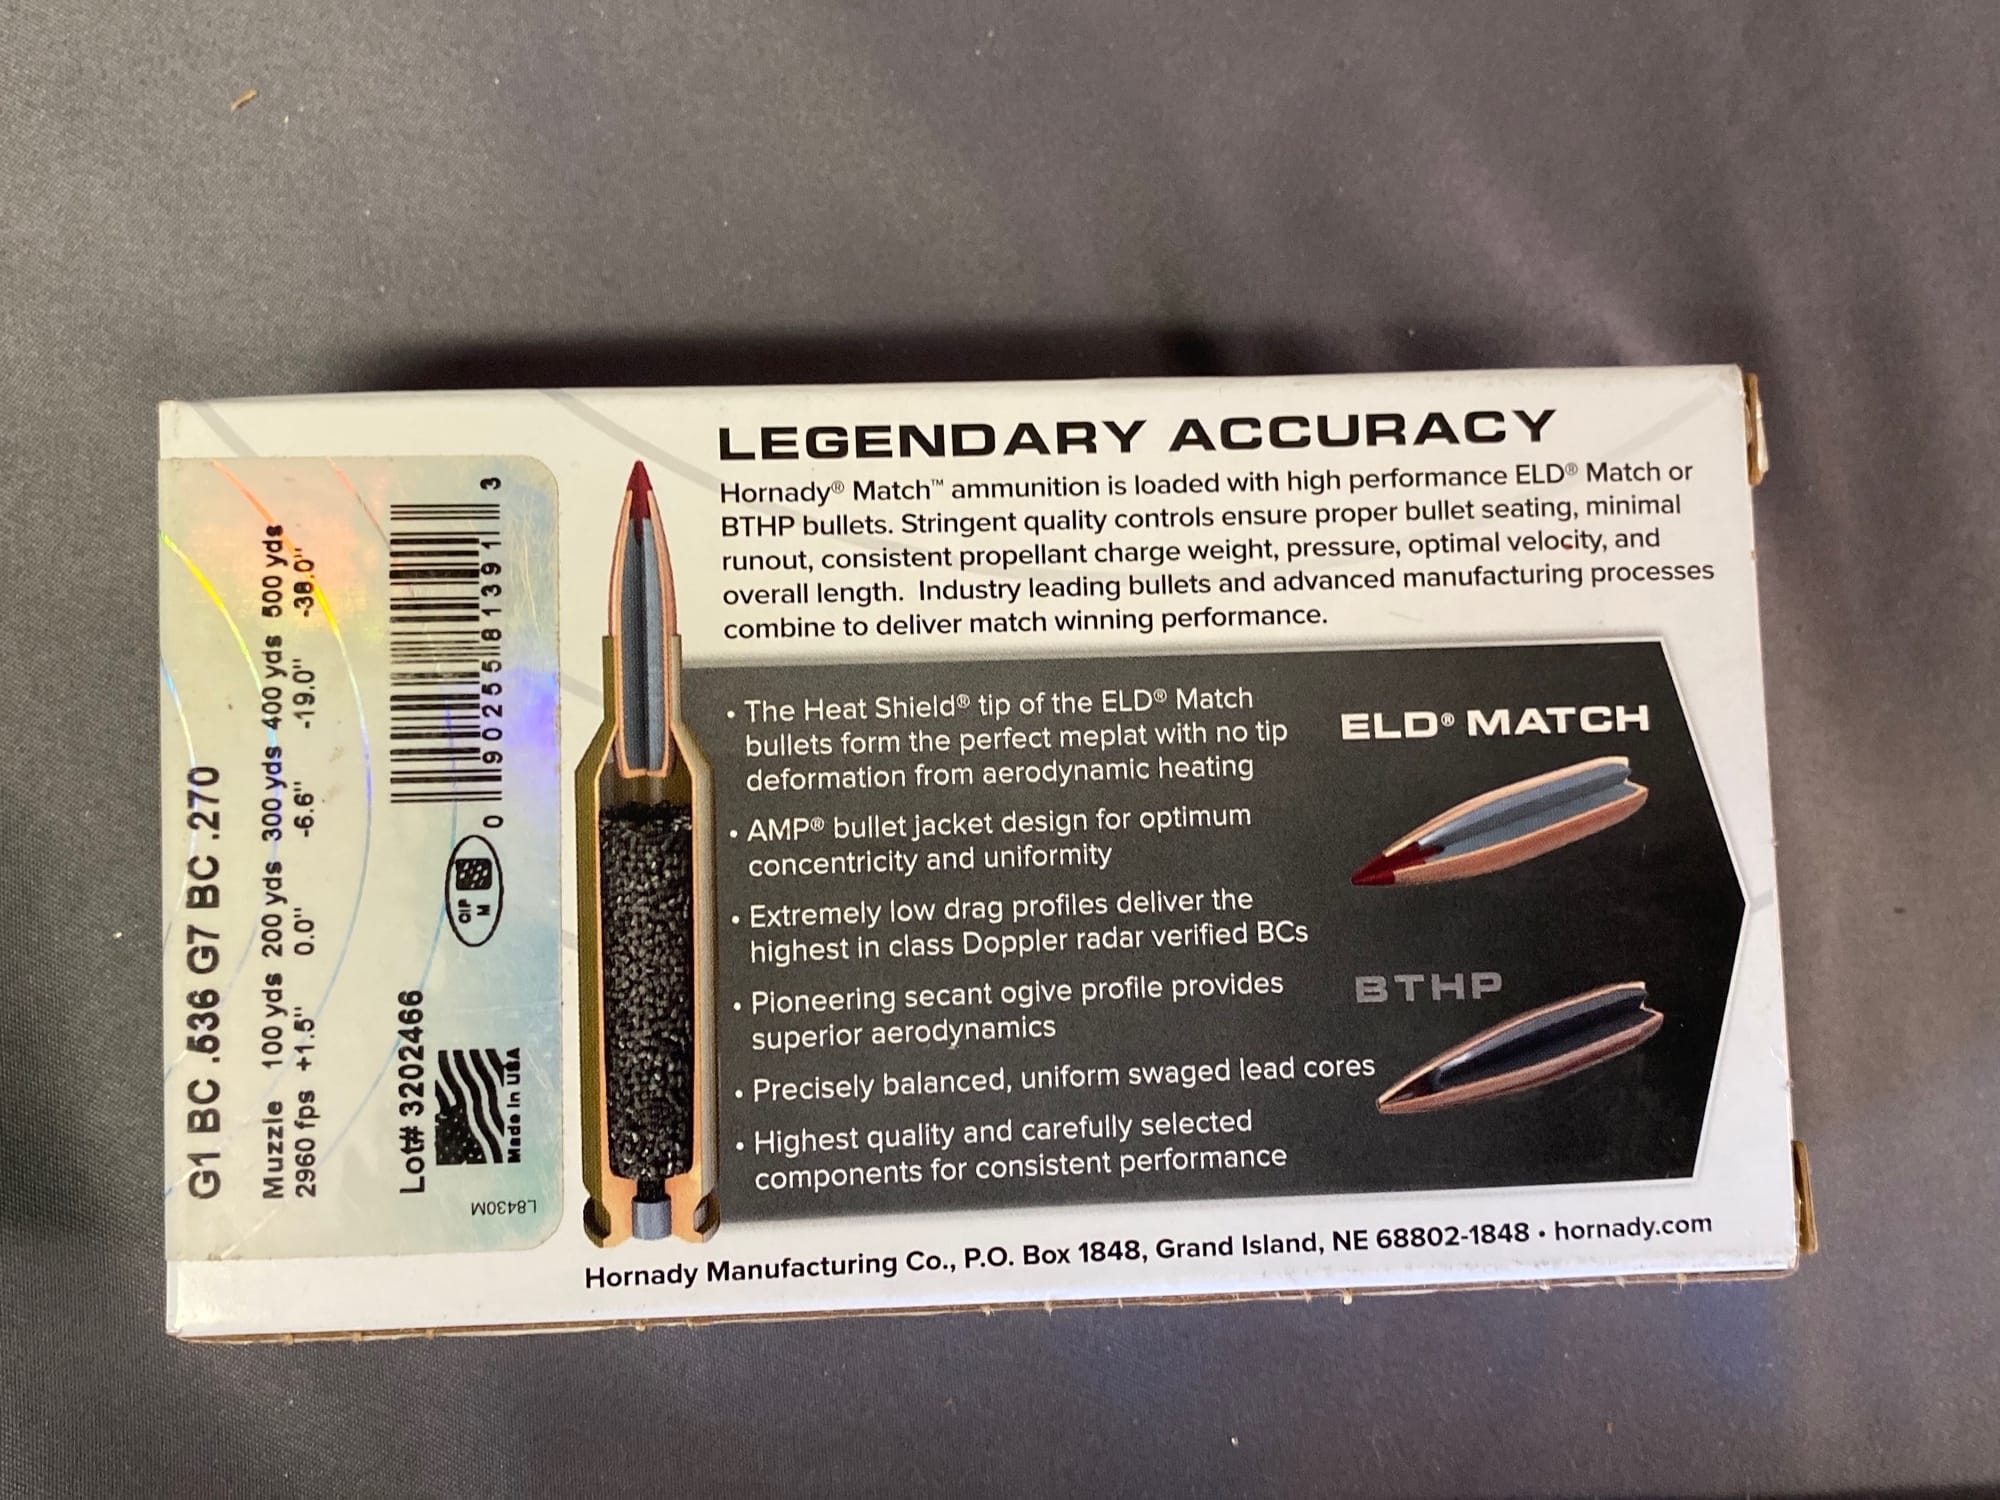 LEGENDARY ACCURACY
Hornady® Match™ ammunition is loaded with high performance ELD® Match or
BTHP bullets. Stringent quality controls ensure proper bullet seating, minimal
runout, consistent propellant charge weight, pressure, optimal velocity, and
overall length. Industry leading bullets and advanced manufacturing processes
combine to deliver match winning performance.
• The Heat Shield® tip of the ELD® Match
bullets form the perfect meplat with no tip
deformation from aerodynamic heating
• AMP® bullet jacket design for optimum
concentricity and uniformity
• Extremely low drag profiles deliver the
highest in class Doppler radar verified BCs
• Pioneering secant ogive profile provides
superior aerodynamics
• Precisely balanced, uniform swaged lead cores
• Highest quality and carefully selected
components for consistent performance
ELD® MATCH
BTHP
Hornady Manufacturing Co., P.O. Box 1848, Grand Island, NE 68802-1848 • hornady.com
G1 BC .536 G7 BC .270
Muzzle 100 yds 200 yds 300 yds 400 yds 500 yds
2960 fps +1.5" 0.0" -6.6" -19.0" -38.0"
Lot# 3202466
CIP
M
0 90255 81391 3
Made in USA
L8430M